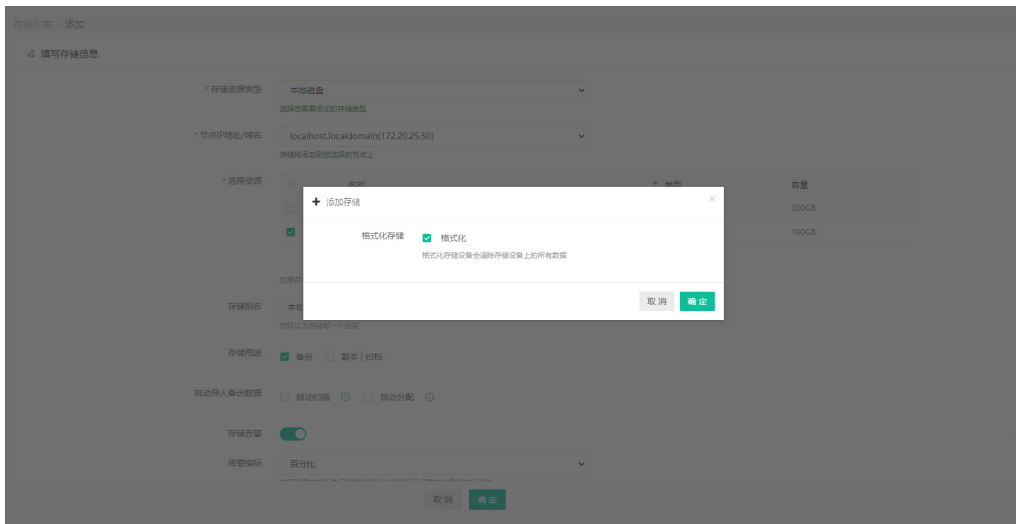 存储列表 > 添加
填写存储信息
* 存储资源类型 本地磁盘
选择您需要添加的存储类型
* 节点IP地址/域名 localhost.localdomain(172.20.25.50)
存储将添加到您选择的节点上
* 选择资源 名称 类型 容量
300GB
100GB
添加存储 ×
格式化存储 格式化
格式化存储设备会清除存储设备上的所有数据
取消 确定
存储别名 本地
您可以为存储取一个别名
存储用途 备份 副本 | 归档
自动导入备份数据 自动扫描 自动分配
存储告警
告警指标 百分比
取消 确定